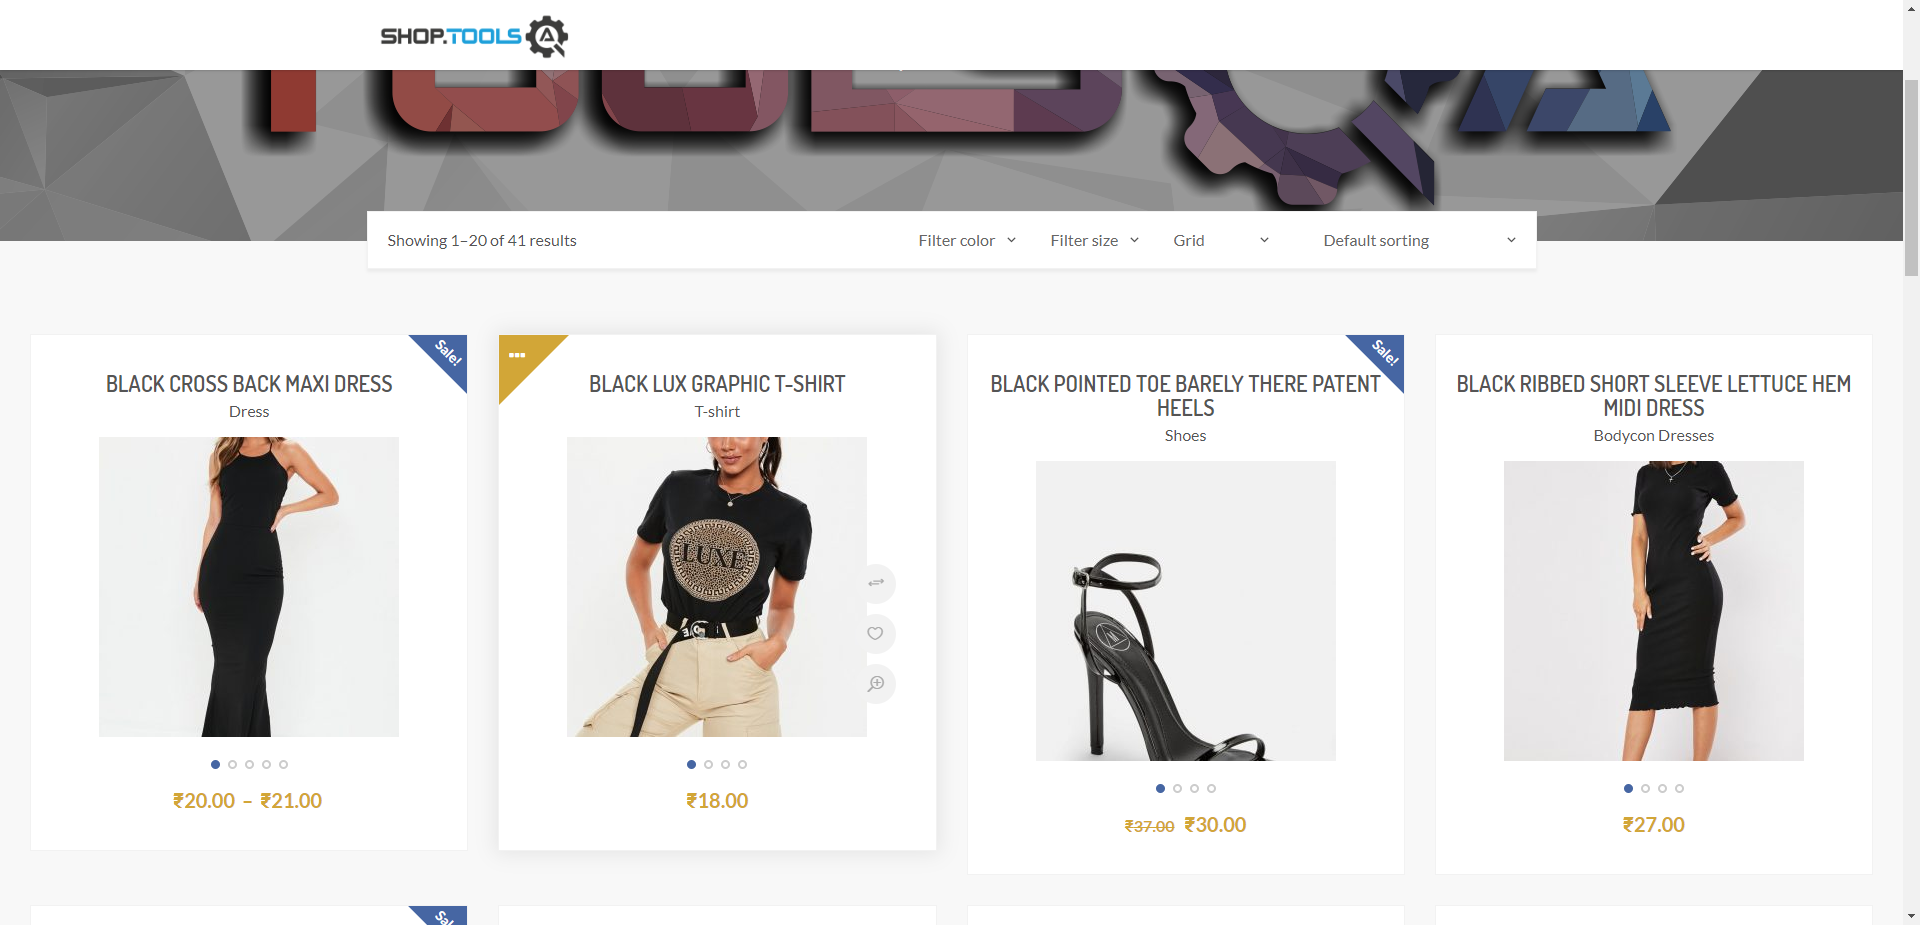 SHOP.TOOLS
Showing 1–20 of 41 results
Filter color
Filter size
Grid
Default sorting
Sale!
BLACK CROSS BACK MAXI DRESS
Dress
₹20.00 – ₹21.00
BLACK LUX GRAPHIC T-SHIRT
T-shirt
LUXE
₹18.00
Sale!
BLACK POINTED TOE BARELY THERE PATENT
HEELS
Shoes
M
₹37.00 ₹30.00
BLACK RIBBED SHORT SLEEVE LETTUCE HEM
MIDI DRESS
Bodycon Dresses
₹27.00